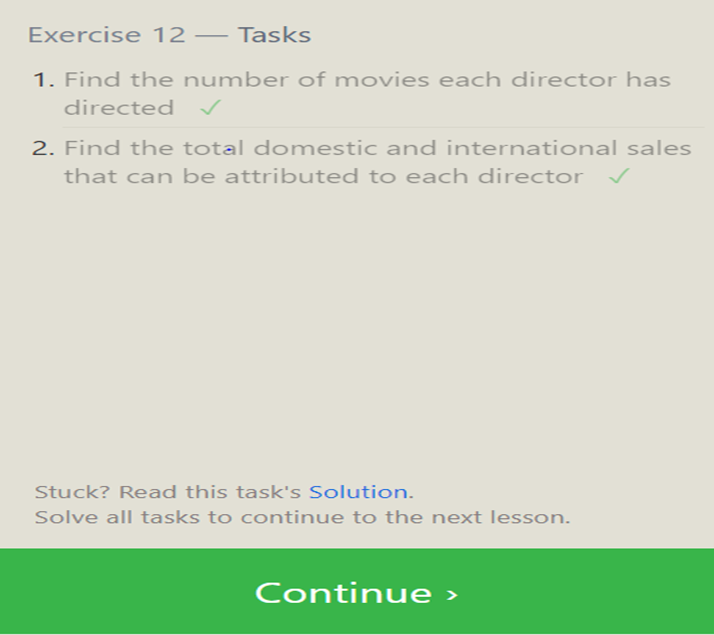 Exercise 12 — Tasks
1. Find the number of movies each director has
directed ✓
2. Find the total domestic and international sales
that can be attributed to each director ✓
Stuck? Read this task's Solution.
Solve all tasks to continue to the next lesson.
Continue ›